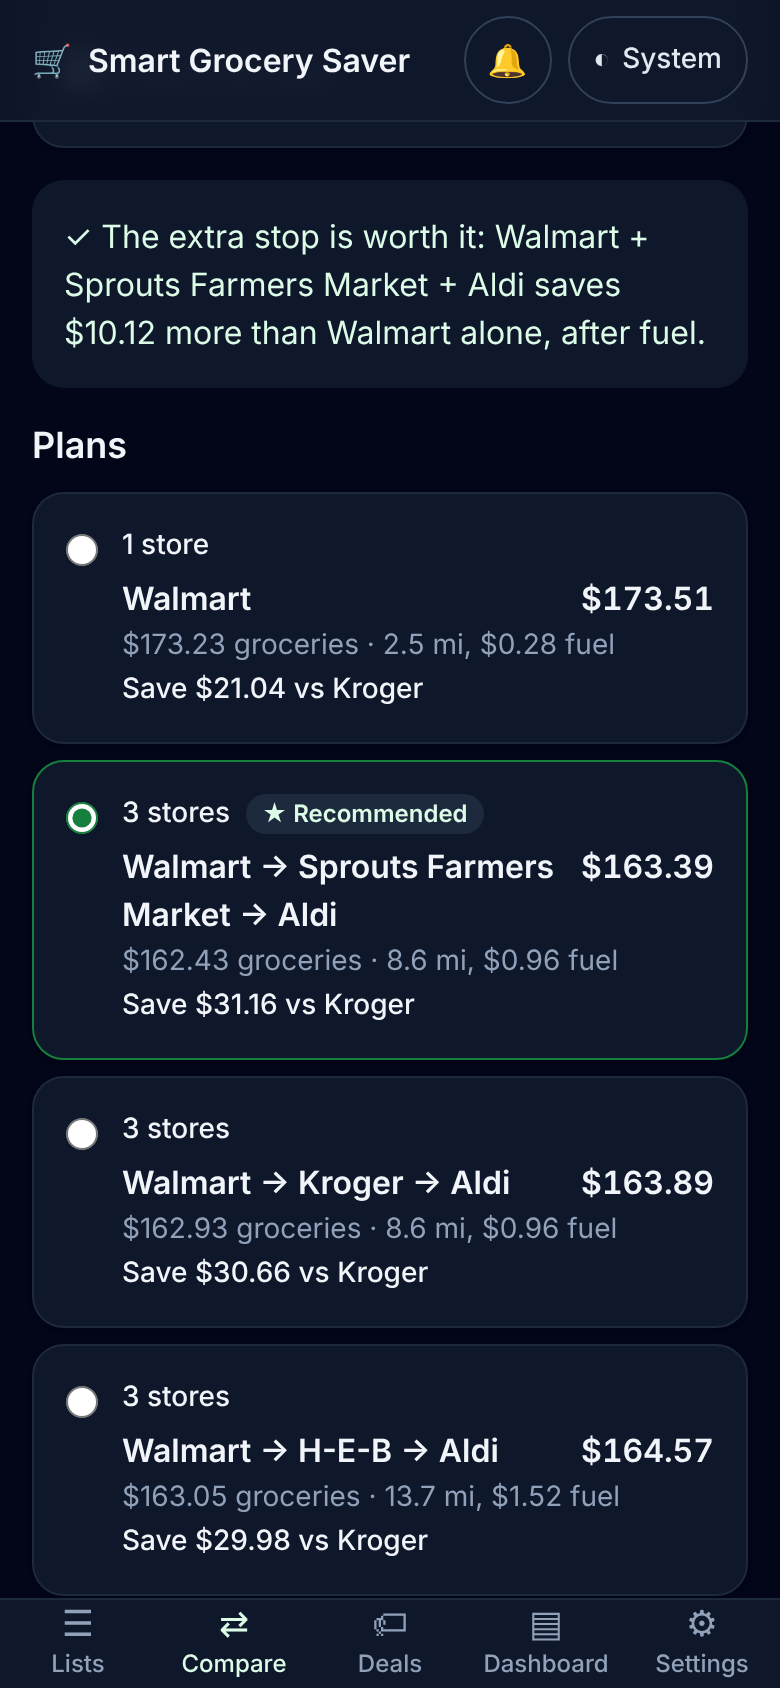 Smart Grocery Saver
System
✓ The extra stop is worth it: Walmart +
Sprouts Farmers Market + Aldi saves
$10.12 more than Walmart alone, after fuel.
Plans
1 store
Walmart $173.51
$173.23 groceries · 2.5 mi, $0.28 fuel
Save $21.04 vs Kroger
3 stores ★ Recommended
Walmart → Sprouts Farmers $163.39
Market → Aldi
$162.43 groceries · 8.6 mi, $0.96 fuel
Save $31.16 vs Kroger
3 stores
Walmart → Kroger → Aldi $163.89
$162.93 groceries · 8.6 mi, $0.96 fuel
Save $30.66 vs Kroger
3 stores
Walmart → H-E-B → Aldi $164.57
$163.05 groceries · 13.7 mi, $1.52 fuel
Save $29.98 vs Kroger
Lists Compare Deals Dashboard Settings